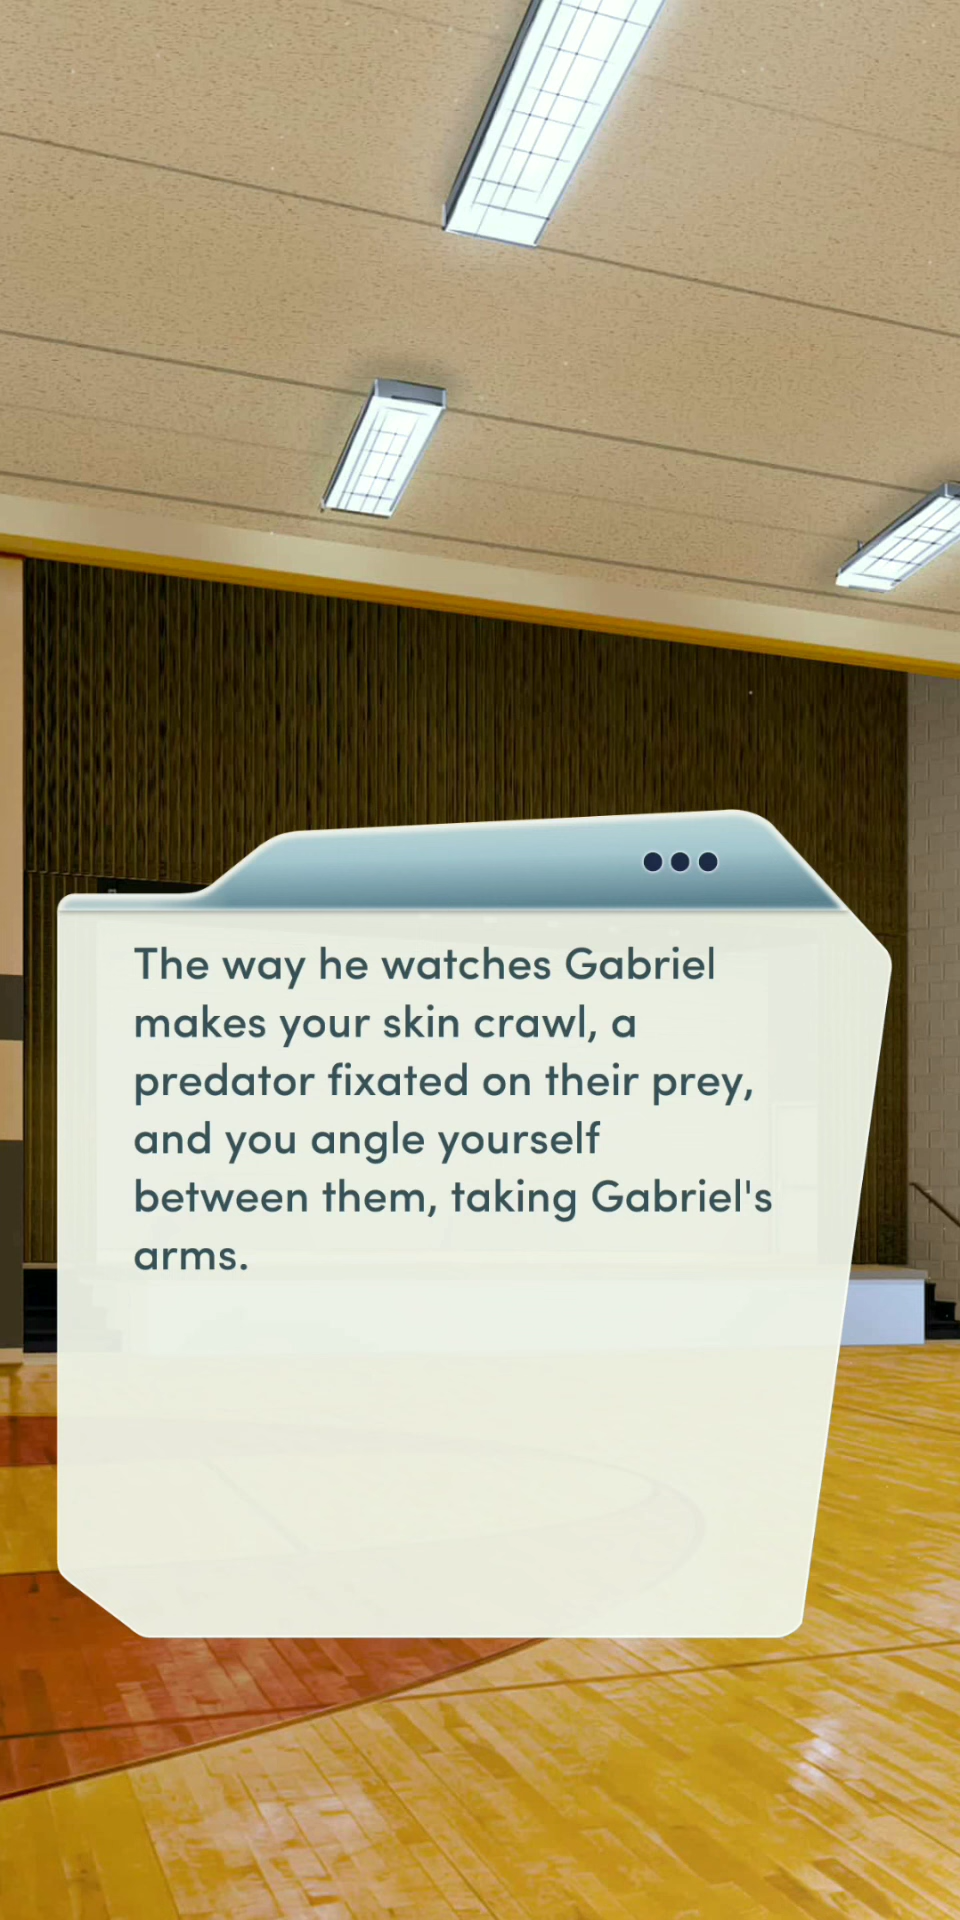 The way he watches Gabriel
makes your skin crawl, a
predator fixated on their prey,
and you angle yourself
between them, taking Gabriel's
arms.